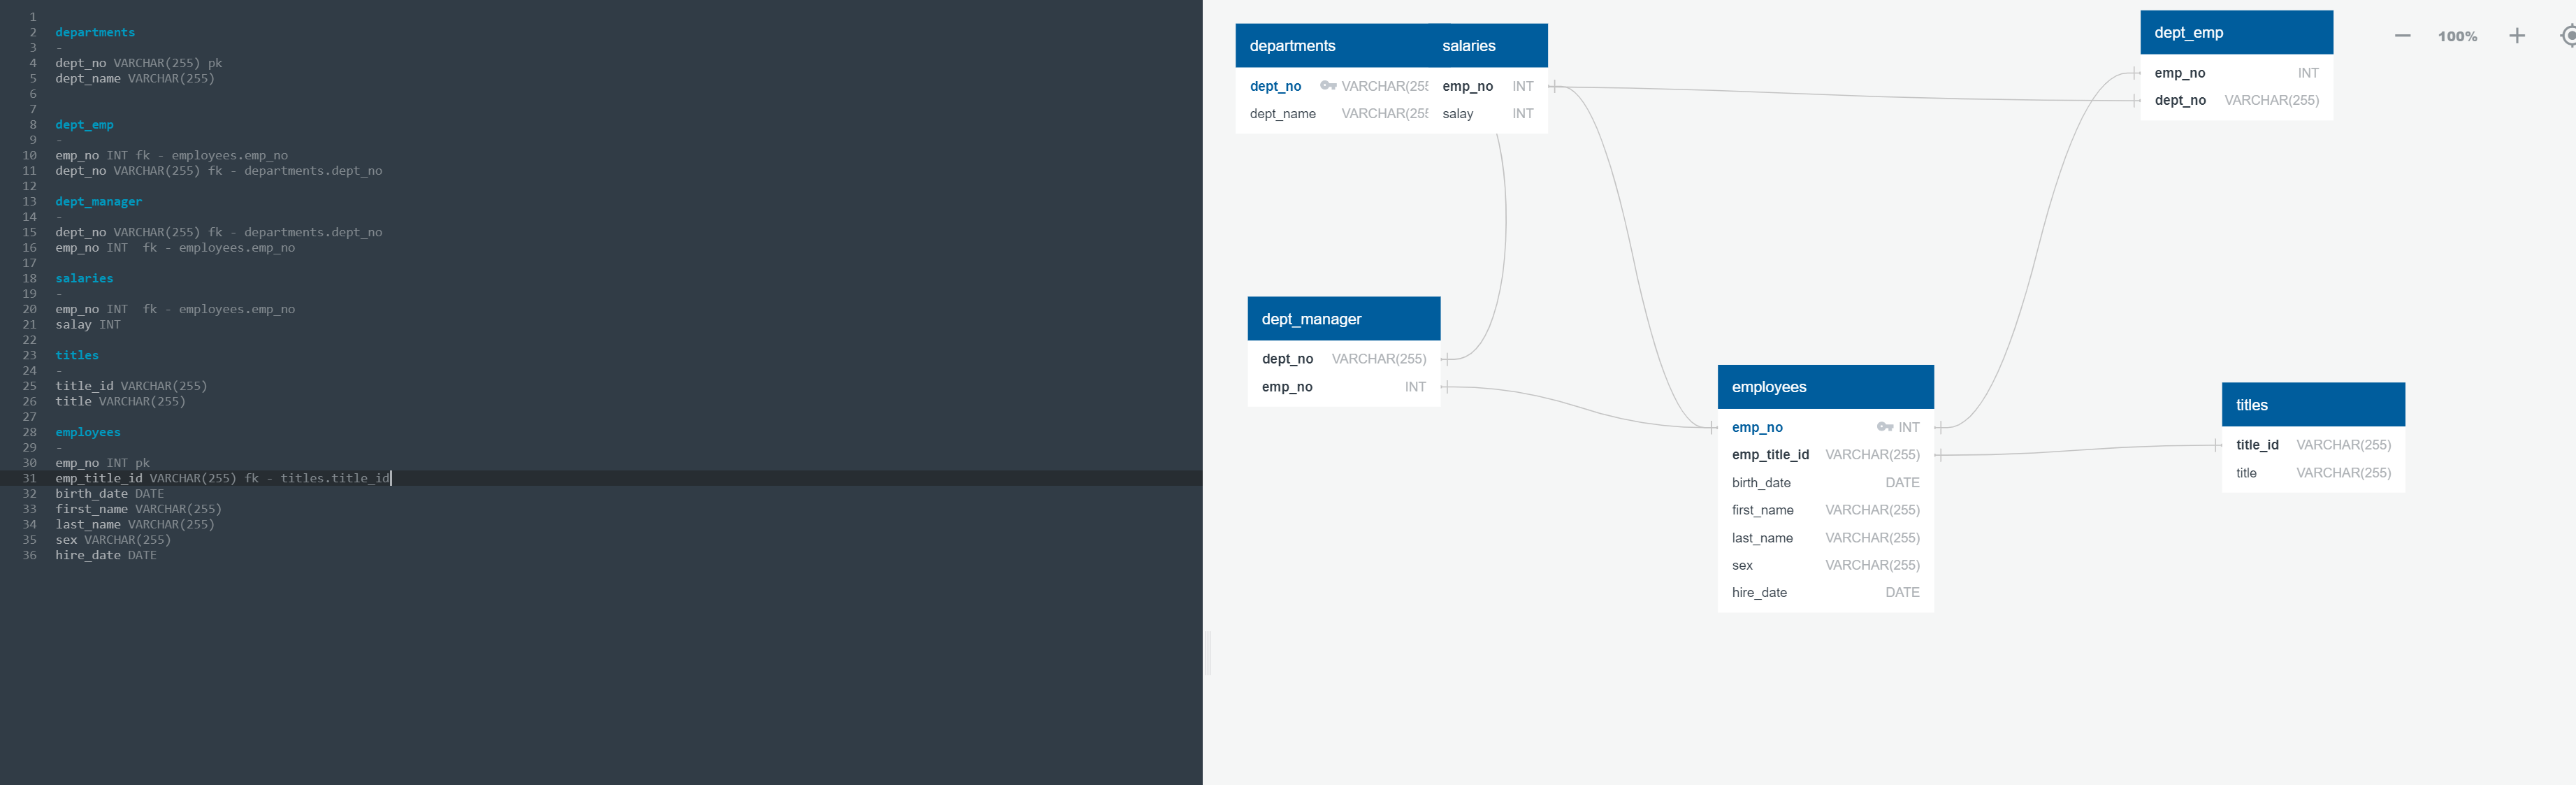 1
2 departments
3 -
4 dept_no VARCHAR(255) pk
5 dept_name VARCHAR(255)
6
7
8 dept_emp
9 -
10 emp_no INT fk - employees.emp_no
11 dept_no VARCHAR(255) fk - departments.dept_no
12
13 dept_manager
14 -
15 dept_no VARCHAR(255) fk - departments.dept_no
16 emp_no INT  fk - employees.emp_no
17
18 salaries
19 -
20 emp_no INT  fk - employees.emp_no
21 salay INT
22
23 titles
24 -
25 title_id VARCHAR(255)
26 title VARCHAR(255)
27
28 employees
29 -
30 emp_no INT pk
31 emp_title_id VARCHAR(255) fk - titles.title_id
32 birth_date DATE
33 first_name VARCHAR(255)
34 last_name VARCHAR(255)
35 sex VARCHAR(255)
36 hire_date DATE
departments
dept_no VARCHAR(255
dept_name VARCHAR(255
salaries
emp_no INT
salay INT
dept_emp
emp_no INT
dept_no VARCHAR(255)
100%
dept_manager
dept_no VARCHAR(255)
emp_no INT
employees
emp_no INT
emp_title_id VARCHAR(255)
birth_date DATE
first_name VARCHAR(255)
last_name VARCHAR(255)
sex VARCHAR(255)
hire_date DATE
titles
title_id VARCHAR(255)
title VARCHAR(255)